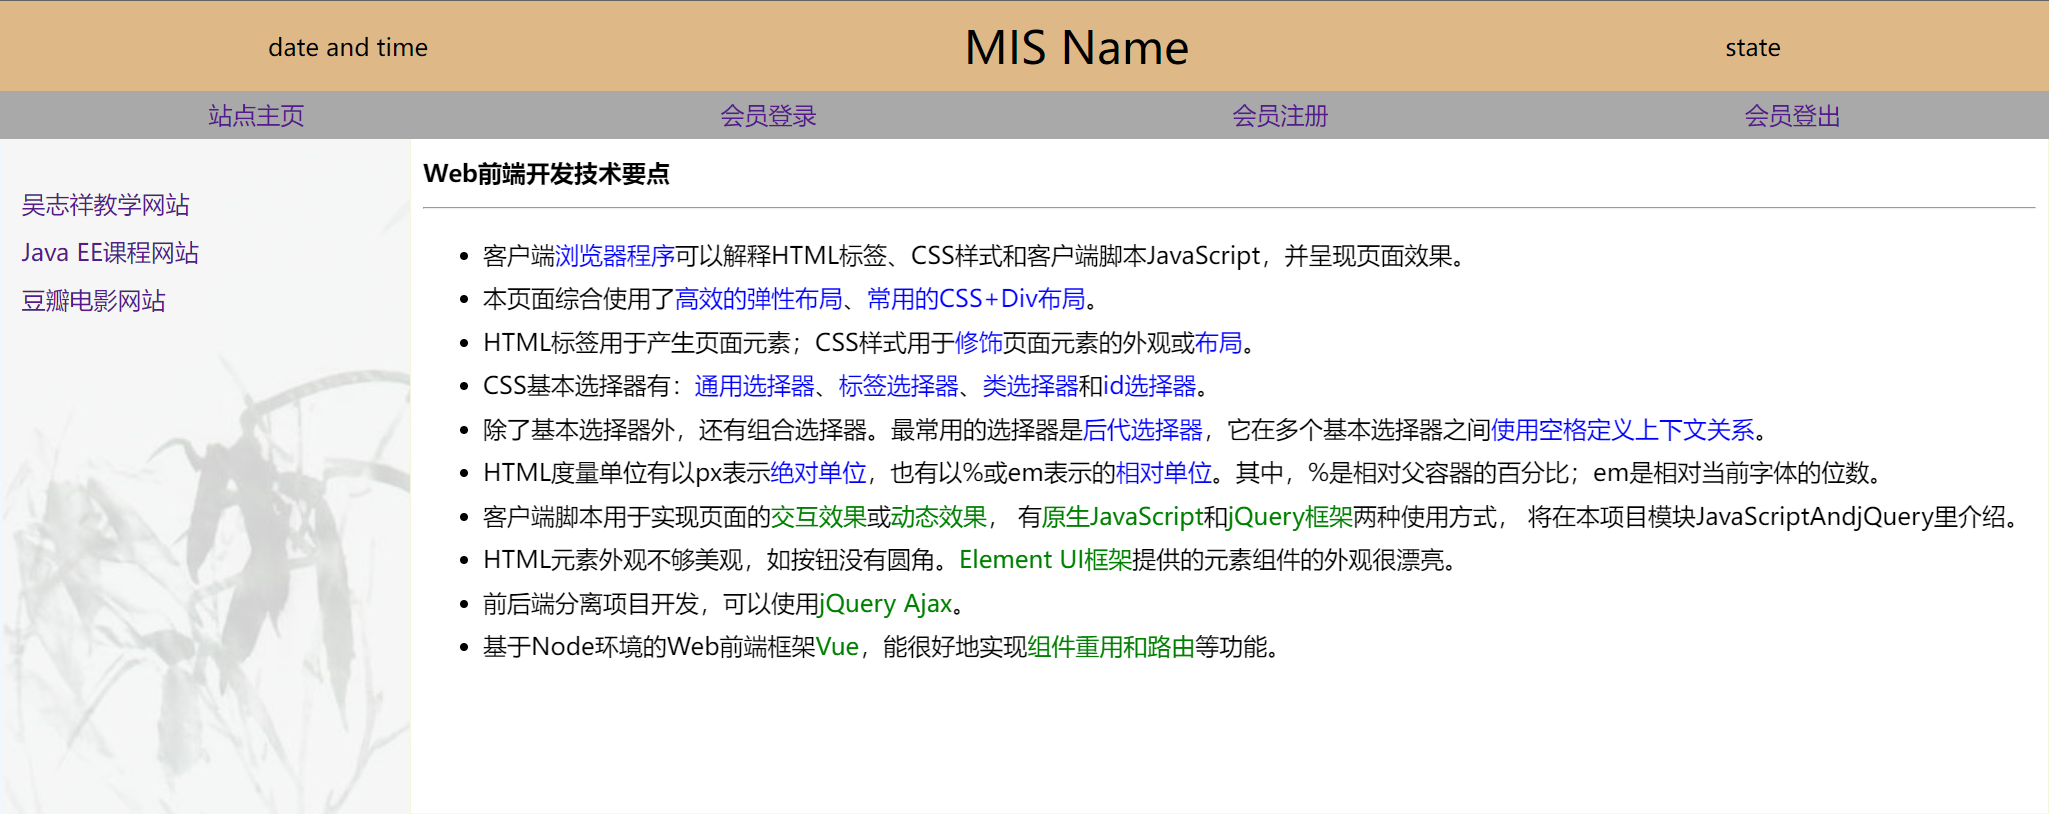 date and time MIS Name state
站点主页 会员登录 会员注册 会员登出
吴志祥教学网站
Java EE课程网站
豆瓣电影网站
Web前端开发技术要点
客户端浏览器程序可以解释HTML标签、CSS样式和客户端脚本JavaScript，并呈现页面效果。
本页面综合使用了高效的弹性布局、常用的CSS+Div布局。
HTML标签用于产生页面元素；CSS样式用于修饰页面元素的外观或布局。
CSS基本选择器有：通用选择器、标签选择器、类选择器和id选择器。
除了基本选择器外，还有组合选择器。最常用的选择器是后代选择器，它在多个基本选择器之间使用空格定义上下文关系。
HTML度量单位有以px表示绝对单位，也有以%或em表示的相对单位。其中，%是相对父容器的百分比；em是相对当前字体的位数。
客户端脚本用于实现页面的交互效果或动态效果， 有原生JavaScript和jQuery框架两种使用方式， 将在本项目模块JavaScriptAndjQuery里介绍。
HTML元素外观不够美观，如按钮没有圆角。Element UI框架提供的元素组件的外观很漂亮。
前后端分离项目开发，可以使用jQuery Ajax。
基于Node环境的Web前端框架Vue，能很好地实现组件重用和路由等功能。